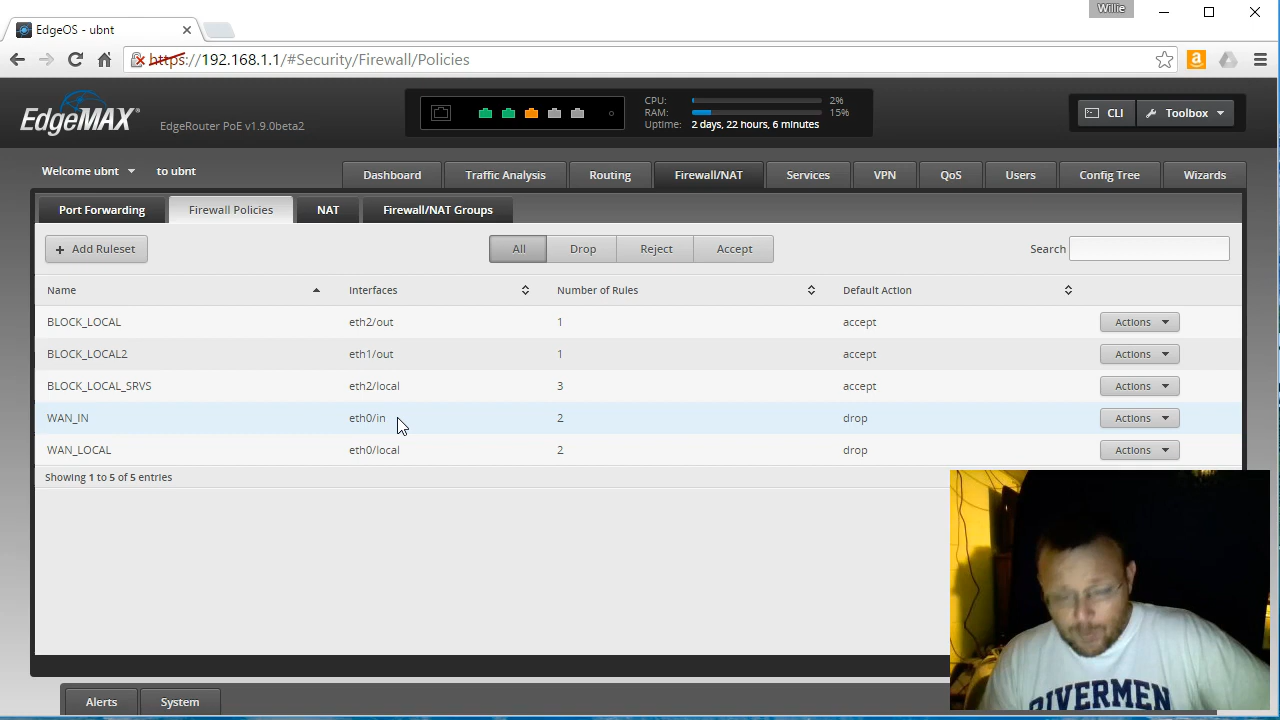 Willie
EdgeOS - ubnt
https://192.168.1.1/#Security/Firewall/Policies
EdgeMAX®
EdgeRouter PoE v1.9.0beta2
CPU: 2%
RAM: 15%
Uptime: 2 days, 22 hours, 6 minutes
CLI
Toolbox
Welcome ubnt to ubnt
Dashboard Traffic Analysis Routing Firewall/NAT Services VPN QoS Users Config Tree Wizards
Port Forwarding Firewall Policies NAT Firewall/NAT Groups
+ Add Ruleset All Drop Reject Accept Search
Name Interfaces Number of Rules Default Action
BLOCK_LOCAL eth2/out 1 accept Actions
BLOCK_LOCAL2 eth1/out 1 accept Actions
BLOCK_LOCAL_SRVS eth2/local 3 accept Actions
WAN_IN eth0/in 2 drop Actions
WAN_LOCAL eth0/local 2 drop Actions
Showing 1 to 5 of 5 entries
RIVERMEN
Alerts System